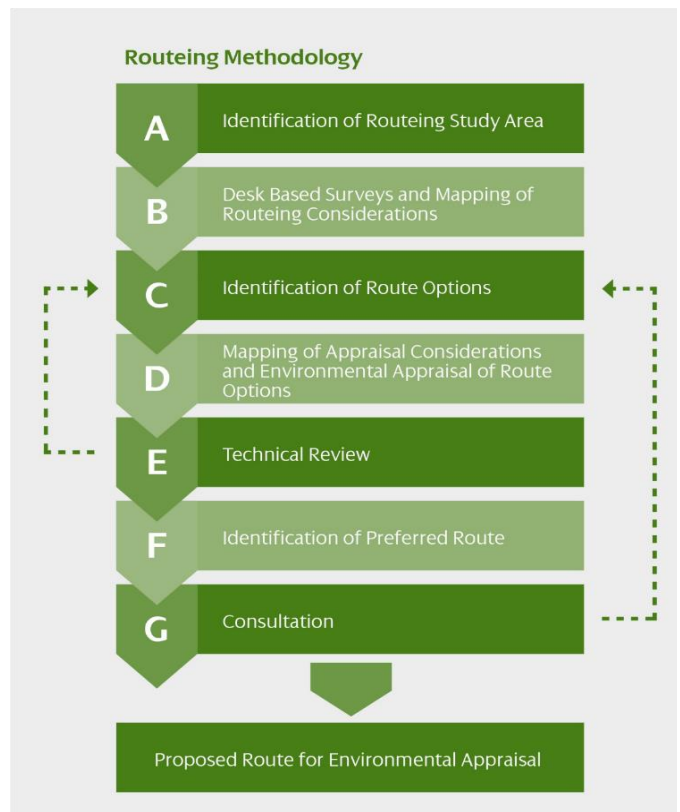 Routeing Methodology
A
Identification of Routeing Study Area
B
Desk Based Surveys and Mapping of
Routeing Considerations
C
Identification of Route Options
D
Mapping of Appraisal Considerations
and Environmental Appraisal of Route
Options
E
Technical Review
F
Identification of Preferred Route
G
Consultation
Proposed Route for Environmental Appraisal